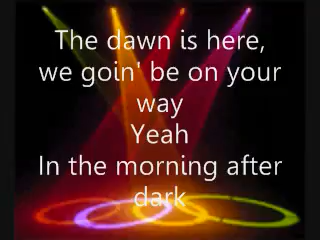 The dawn is here,
we goin' be on your
way
Yeah
In the morning after
dark